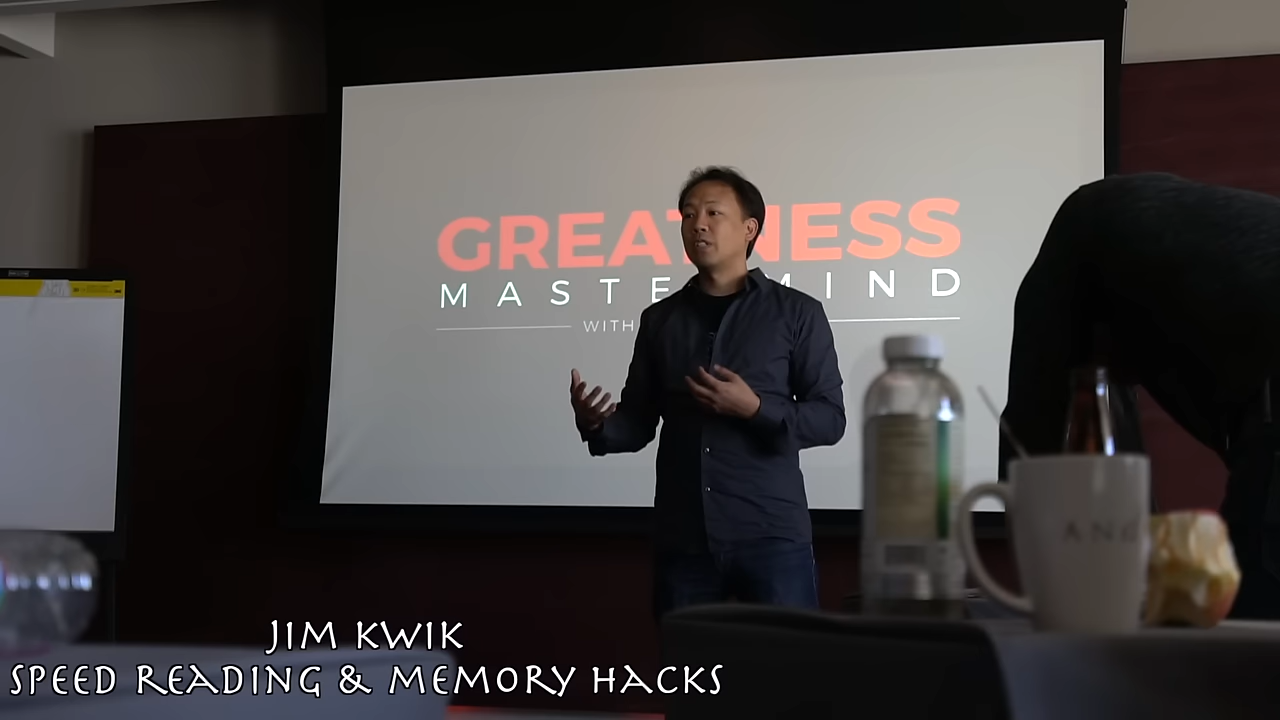 GREATNESS
MASTERMIND
WITH
JIM KWIK
SPEED READING & MEMORY HACKS